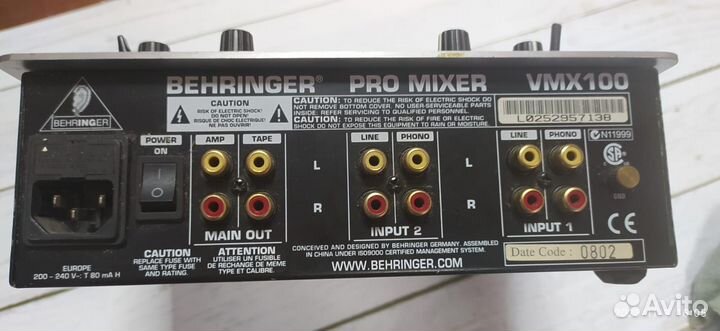 BEHRINGER® PRO MIXER VMX100
BEHRINGER
CAUTION
RISK OF ELECTRIC SHOCK!
DO NOT OPEN!
RISQUE DE CHOC ELECTRIQUE!
NE PAS OUVRIR!
CAUTION: TO REDUCE THE RISK OF ELECTRIC SHOCK DO
NOT REMOVE BOTTOM COVER. NO USER-SERVICEABLE PARTS
INSIDE. REFER SERVICING TO QUALIFIED PERSONNEL.
CAUTION: TO REDUCE THE RISK OF FIRE OR ELECTRIC
SHOCK DO NOT EXPOSE THIS EQUIPMENT TO RAIN OR MOISTURE.
L0252957138
POWER
ON
AMP TAPE
LINE PHONO
LINE PHONO
N11999
L
L
R
R
GND
MAIN OUT
INPUT 2
INPUT 1
CAUTION
REPLACE FUSE WITH
SAME TYPE FUSE
AND RATING.
ATTENTION
UTILISER UN FUSIBLE
DE RECHANGE DE MEME
TYPE ET CALIBRE.
CONCEIVED AND DESIGNED BY BEHRINGER GERMANY. ASSEMBLED
IN CHINA UNDER ISO9000 CERTIFIED MANAGEMENT SYSTEM.
WWW.BEHRINGER.COM
CE
Date Code : 0802
EUROPE
200 - 240 V~: T 80 mA H
Avito